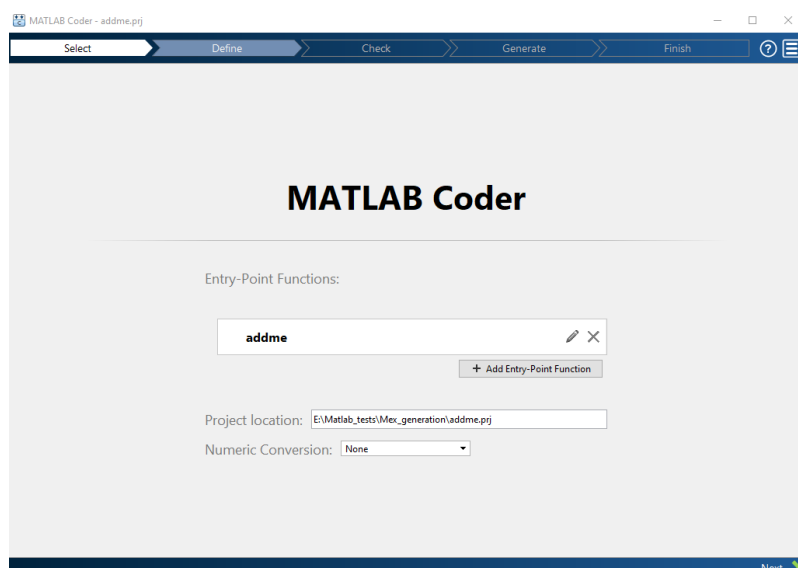 MATLAB Coder - addme.prj
Select Define Check Generate Finish
MATLAB Coder
Entry-Point Functions:
addme
+ Add Entry-Point Function
Project location: E:\Matlab_tests\Mex_generation\addme.prj
Numeric Conversion: None
Next